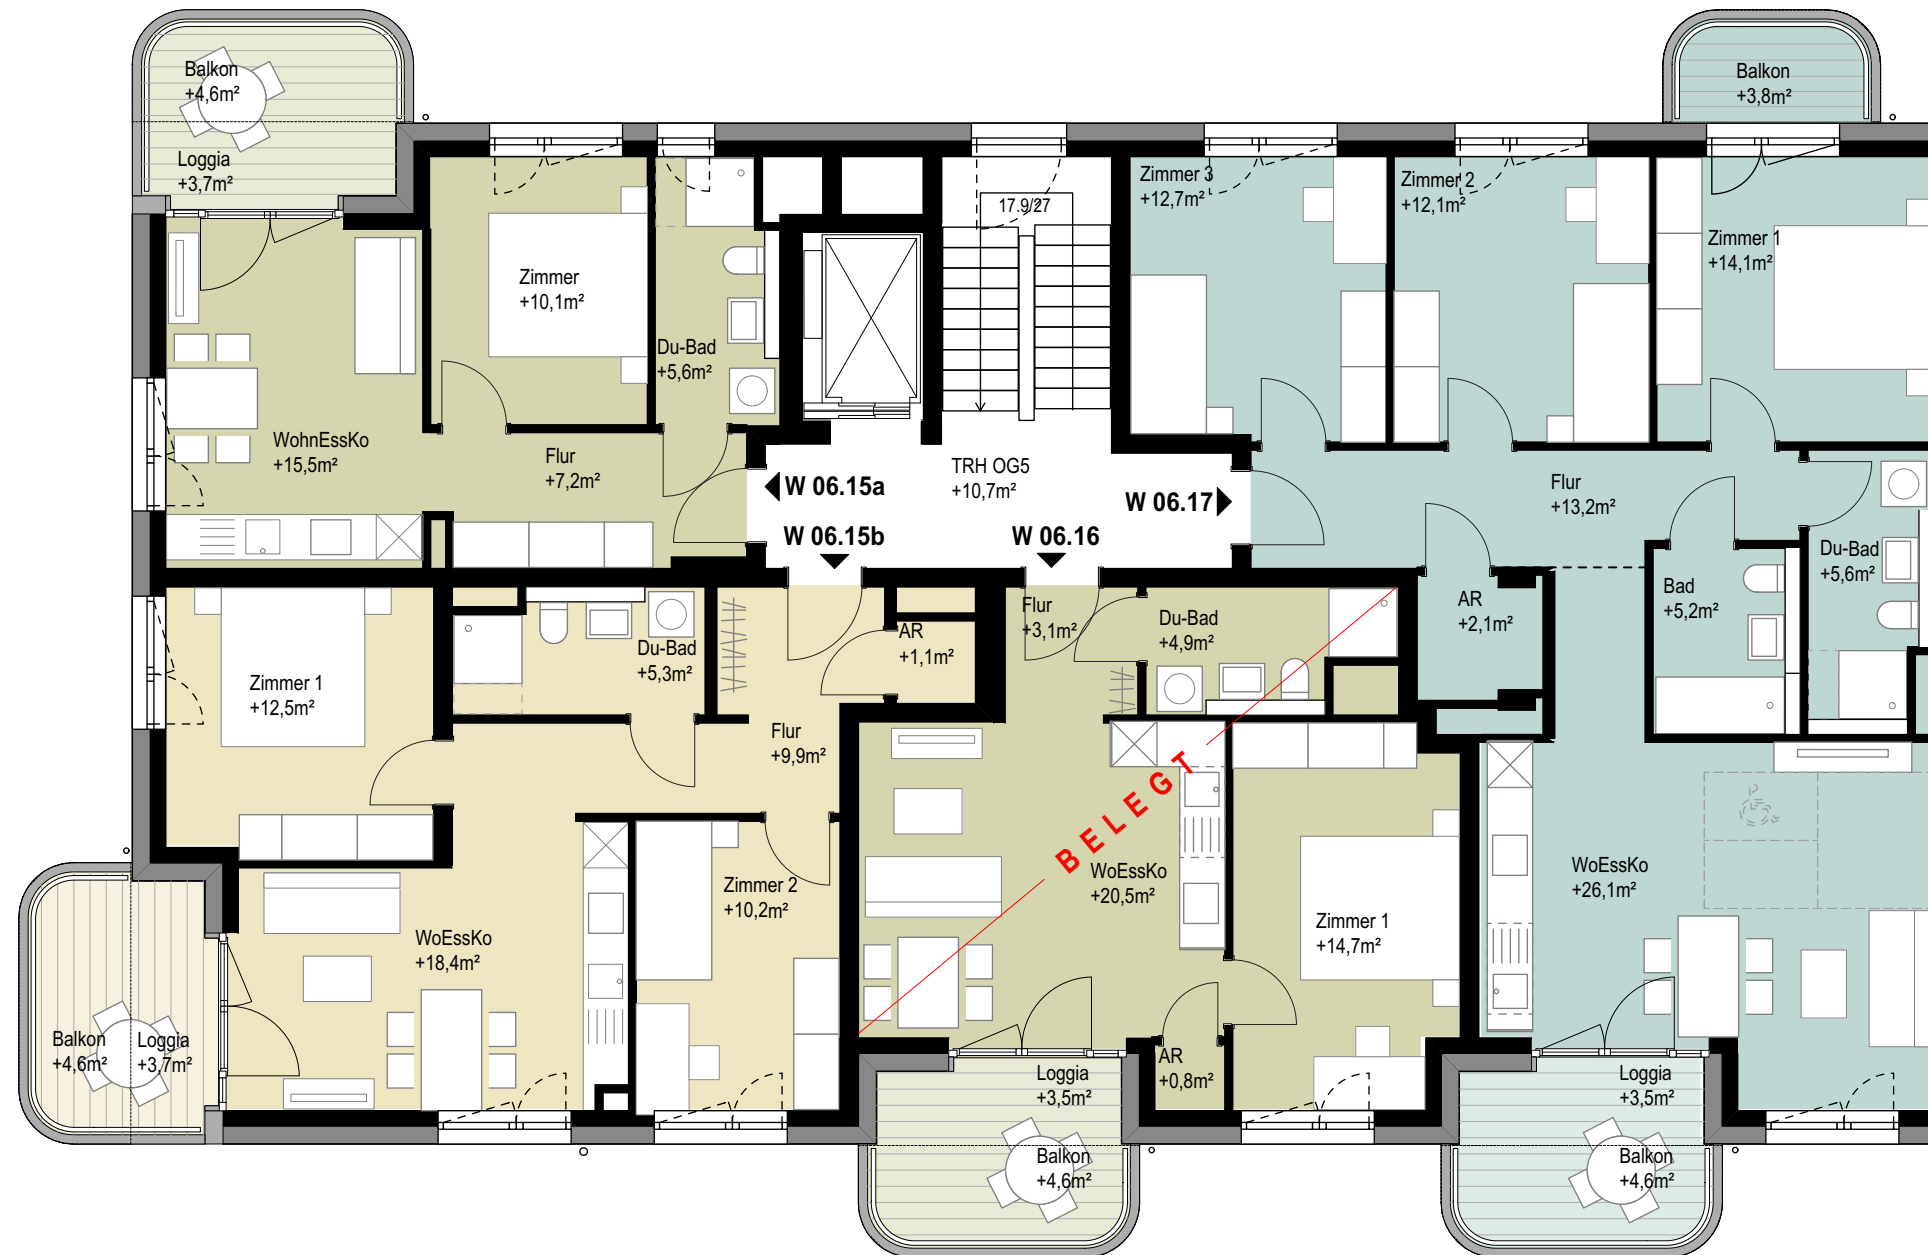 Balkon
+4,6m²
Loggia
+3,7m²
Balkon
+3,8m²
Zimmer
+10,1m²
Du-Bad
+5,6m²
WohnEssKo
+15,5m²
Flur
+7,2m²
17.9/27
TRH OG5
+10,7m²
W 06.15a
W 06.15b
W 06.16
W 06.17
Zimmer 3
+12,7m²
Zimmer 2
+12,1m²
Zimmer 1
+14,1m²
Flur
+13,2m²
Du-Bad
+5,6m²
Bad
+5,2m²
AR
+2,1m²
WoEssKo
+26,1m²
Loggia
+3,5m²
Balkon
+4,6m²
Zimmer 1
+12,5m²
Du-Bad
+5,3m²
AR
+1,1m²
Flur
+9,9m²
Zimmer 2
+10,2m²
WoEssKo
+18,4m²
Balkon
+4,6m²
Loggia
+3,7m²
Flur
+3,1m²
Du-Bad
+4,9m²
BELEGT
WoEssKo
+20,5m²
Zimmer 1
+14,7m²
AR
+0,8m²
Loggia
+3,5m²
Balkon
+4,6m²